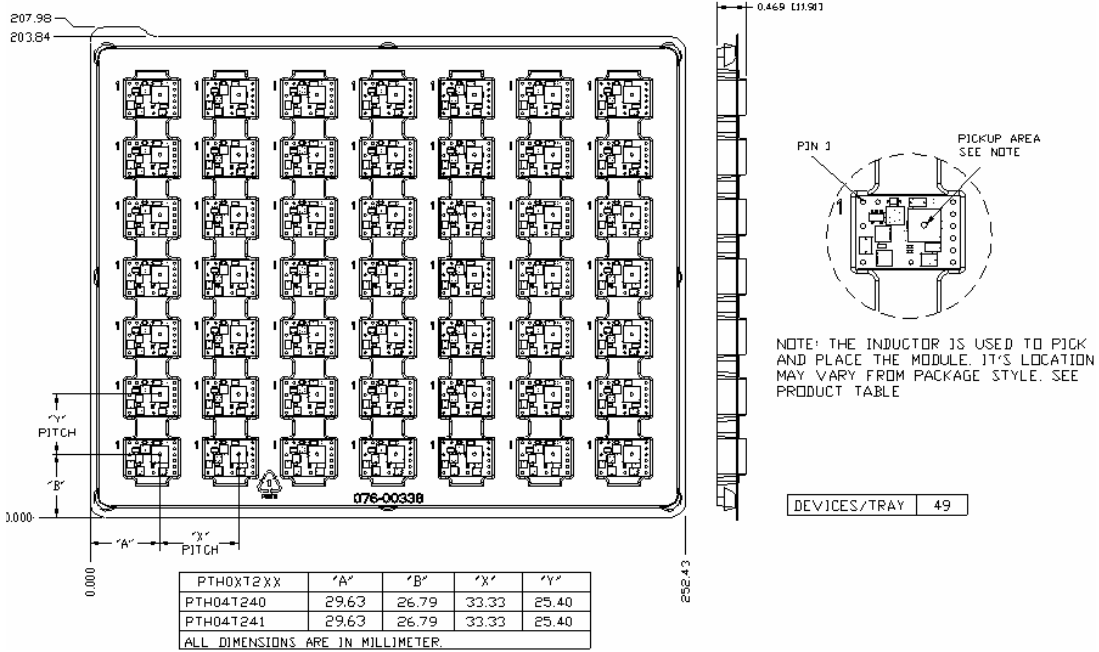 207.98
203.84
0.469 [11.91]
PIN 1
PICKUP AREA
SEE NOTE
1
NOTE: THE INDUCTOR IS USED TO PICK
AND PLACE THE MODULE. IT'S LOCATION
MAY VARY FROM PACKAGE STYLE. SEE
PRODUCT TABLE
"Y"
PITCH
"B"
0.000
"A"
"X"
PITCH
076-00338
DEVICES/TRAY 49
0.000
252.43
PTH0XT2XX "A" "B" "X" "Y"
PTH04T240 29.63 26.79 33.33 25.40
PTH04T241 29.63 26.79 33.33 25.40
ALL DIMENSIONS ARE IN MILLIMETER.